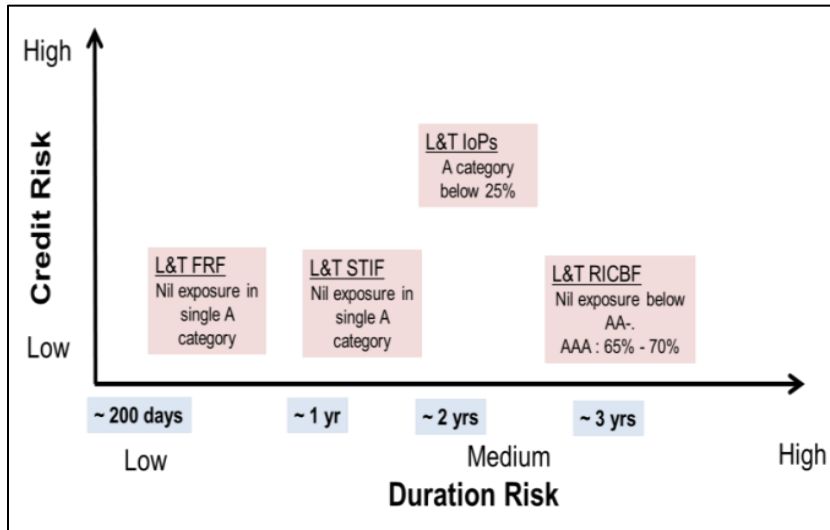 High
Credit Risk
Low
L&T IoPs
A category
below 25%
L&T FRF
Nil exposure in
single A
category
L&T STIF
Nil exposure in
single A
category
L&T RICBF
Nil exposure below
AA-.
AAA : 65% - 70%
~ 200 days
~ 1 yr
~ 2 yrs
~ 3 yrs
Low
Medium
High
Duration Risk